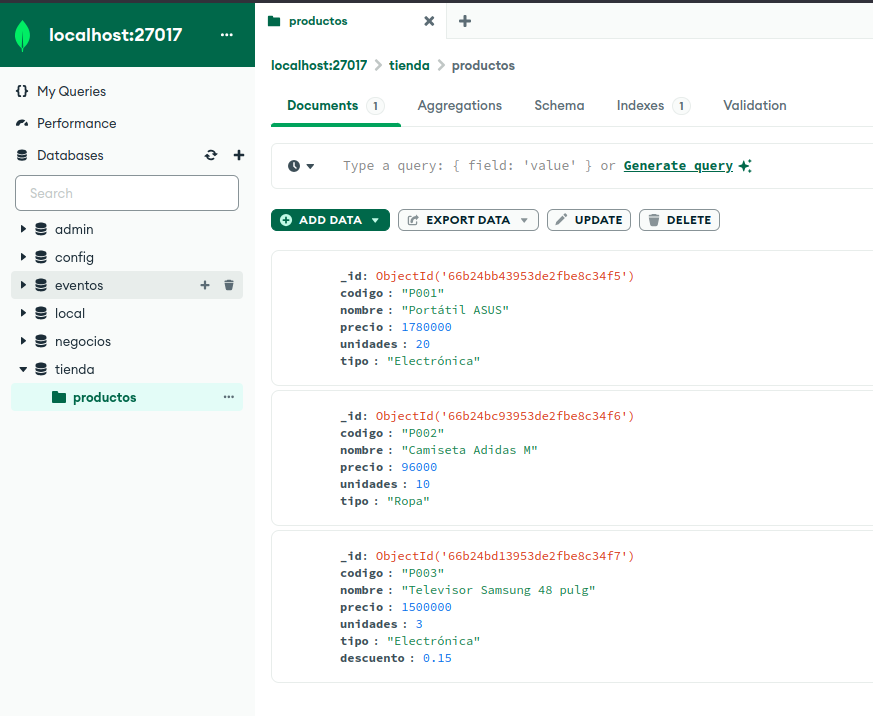 localhost:27017
My Queries
Performance
Databases
Search
admin
config
eventos
local
negocios
tienda
productos
productos
localhost:27017 > tienda > productos
Documents 1 Aggregations Schema Indexes 1 Validation
Type a query: { field: 'value' } or Generate query
ADD DATA EXPORT DATA UPDATE DELETE
_id: ObjectId('66b24bb43953de2fbe8c34f5')
codigo : "P001"
nombre : "Portátil ASUS"
precio : 1780000
unidades : 20
tipo : "Electrónica"
_id: ObjectId('66b24bc93953de2fbe8c34f6')
codigo : "P002"
nombre : "Camiseta Adidas M"
precio : 96000
unidades : 10
tipo : "Ropa"
_id: ObjectId('66b24bd13953de2fbe8c34f7')
codigo : "P003"
nombre : "Televisor Samsung 48 pulg"
precio : 1500000
unidades : 3
tipo : "Electrónica"
descuento : 0.15